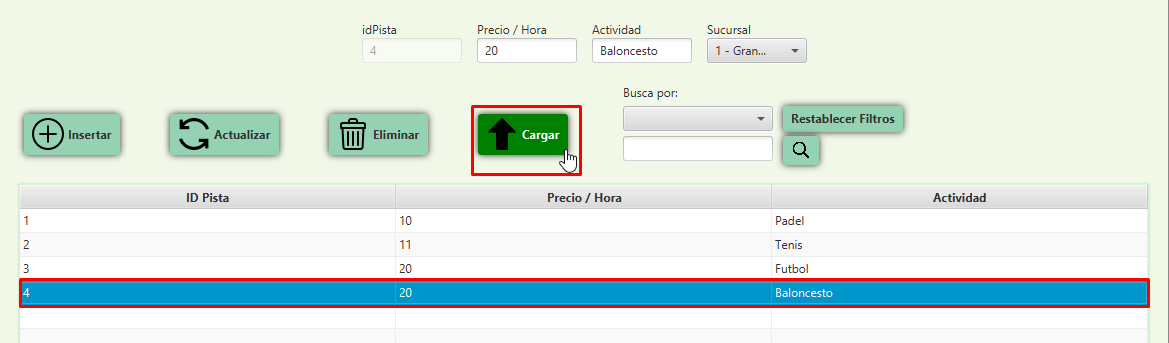 idPista Precio / Hora Actividad Sucursal
4 20 Baloncesto 1 - Gran...
Busca por:
Restablecer Filtros
Insertar Actualizar Eliminar Cargar
ID Pista Precio / Hora Actividad
1 10 Padel
2 11 Tenis
3 20 Futbol
4 20 Baloncesto